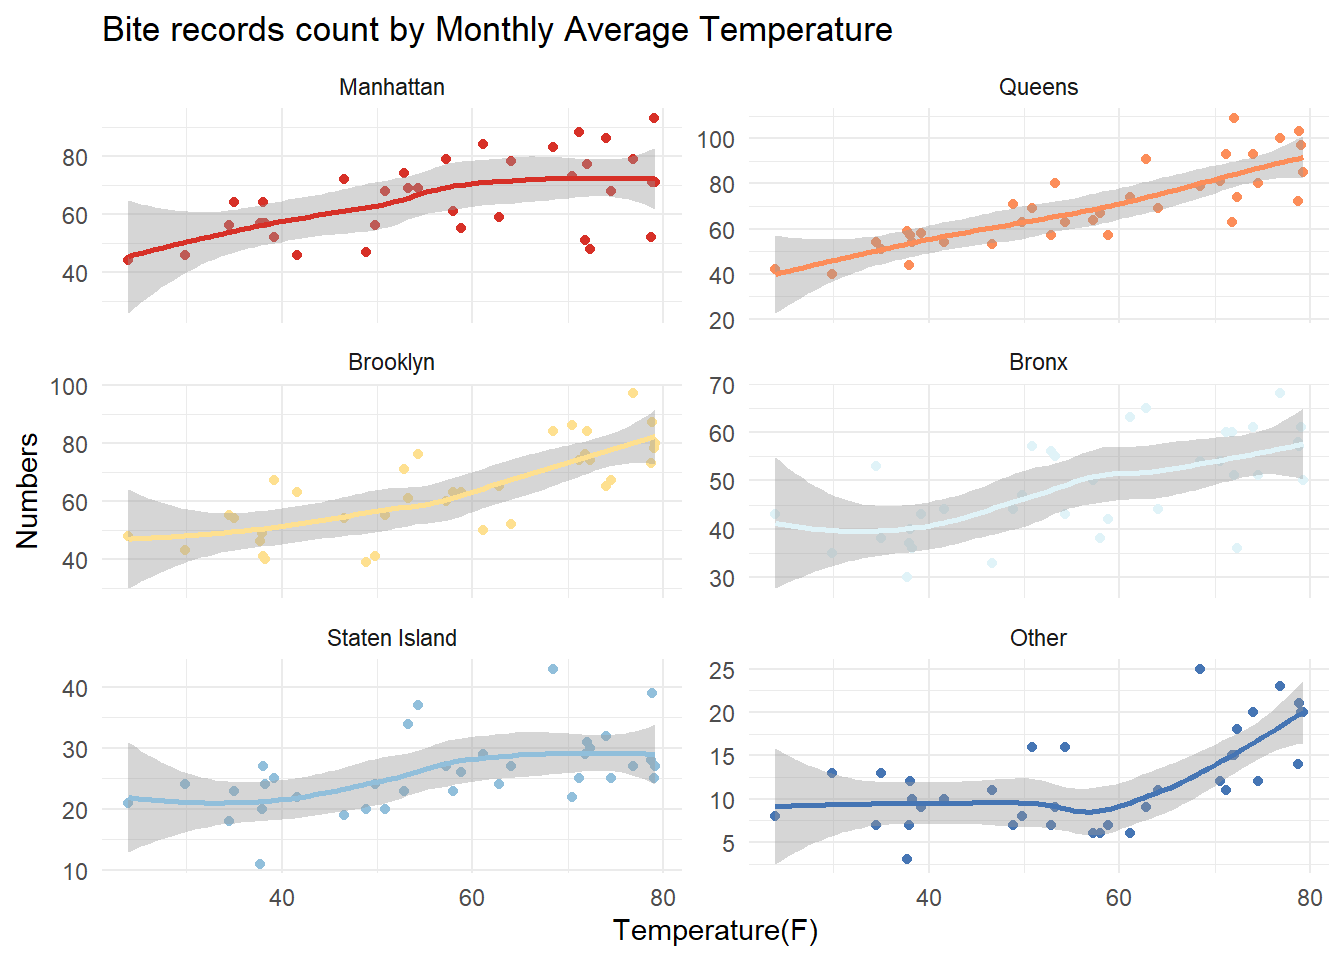 Bite records count by Monthly Average Temperature
Manhattan
80
60
40
Queens
100
80
60
40
20
Brooklyn
100
80
60
40
Bronx
70
60
50
40
30
Numbers
Staten Island
40
30
20
10
40 60 80
Other
25
20
15
10
5
40 60 80
Temperature(F)